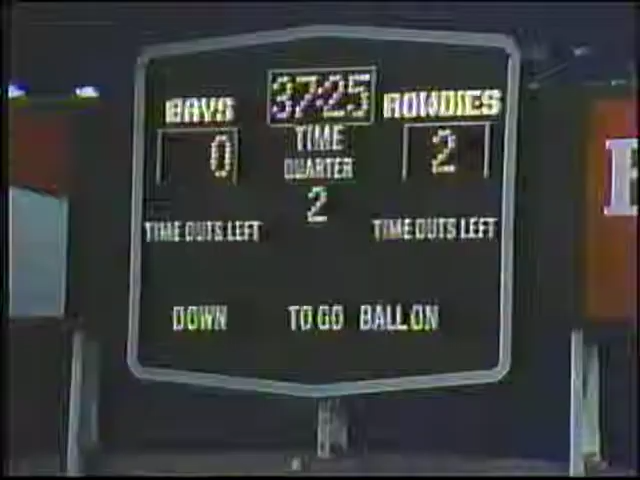 BAYS 37:25 ROWDIES
0 TIME 2
QUARTER
2
TIME OUTS LEFT TIME OUTS LEFT
DOWN TO GO BALL ON